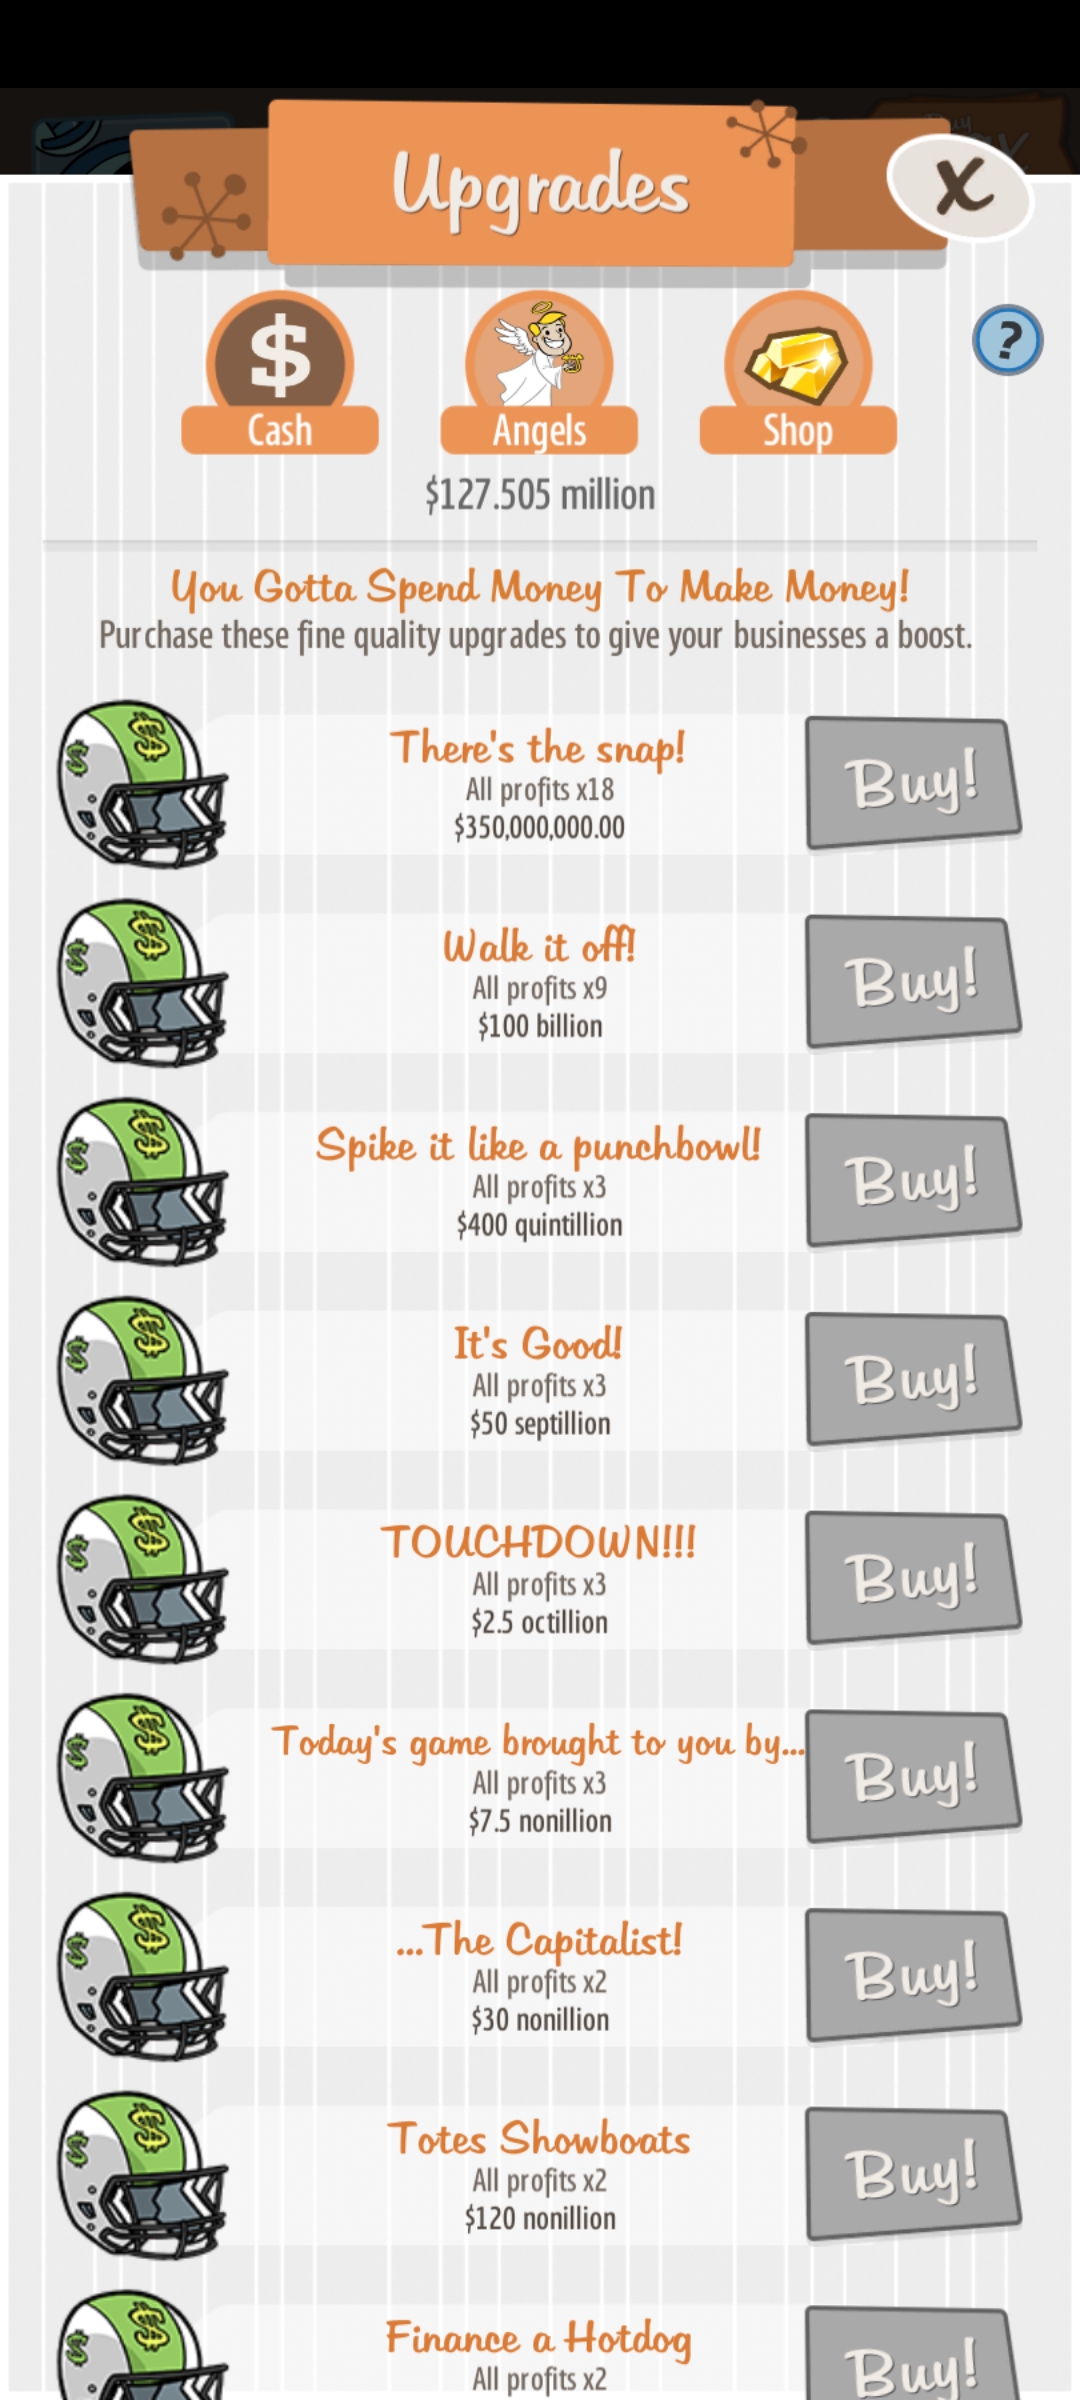 Buy
Upgrades
X
$
?
Cash
Angels
Shop
$127.505 million
You Gotta Spend Money To Make Money!
Purchase these fine quality upgrades to give your businesses a boost.
There's the snap!
All profits x18
$350,000,000.00
Buy!
Walk it off!
All profits x9
$100 billion
Buy!
Spike it like a punchbowl!
All profits x3
$400 quintillion
Buy!
It's Good!
All profits x3
$50 septillion
Buy!
TOUCHDOWN!!!
All profits x3
$2.5 octillion
Buy!
Today's game brought to you by...
All profits x3
$7.5 nonillion
Buy!
...The Capitalist!
All profits x2
$30 nonillion
Buy!
Totes Showboats
All profits x2
$120 nonillion
Buy!
Finance a Hotdog
All profits x2
Buy!